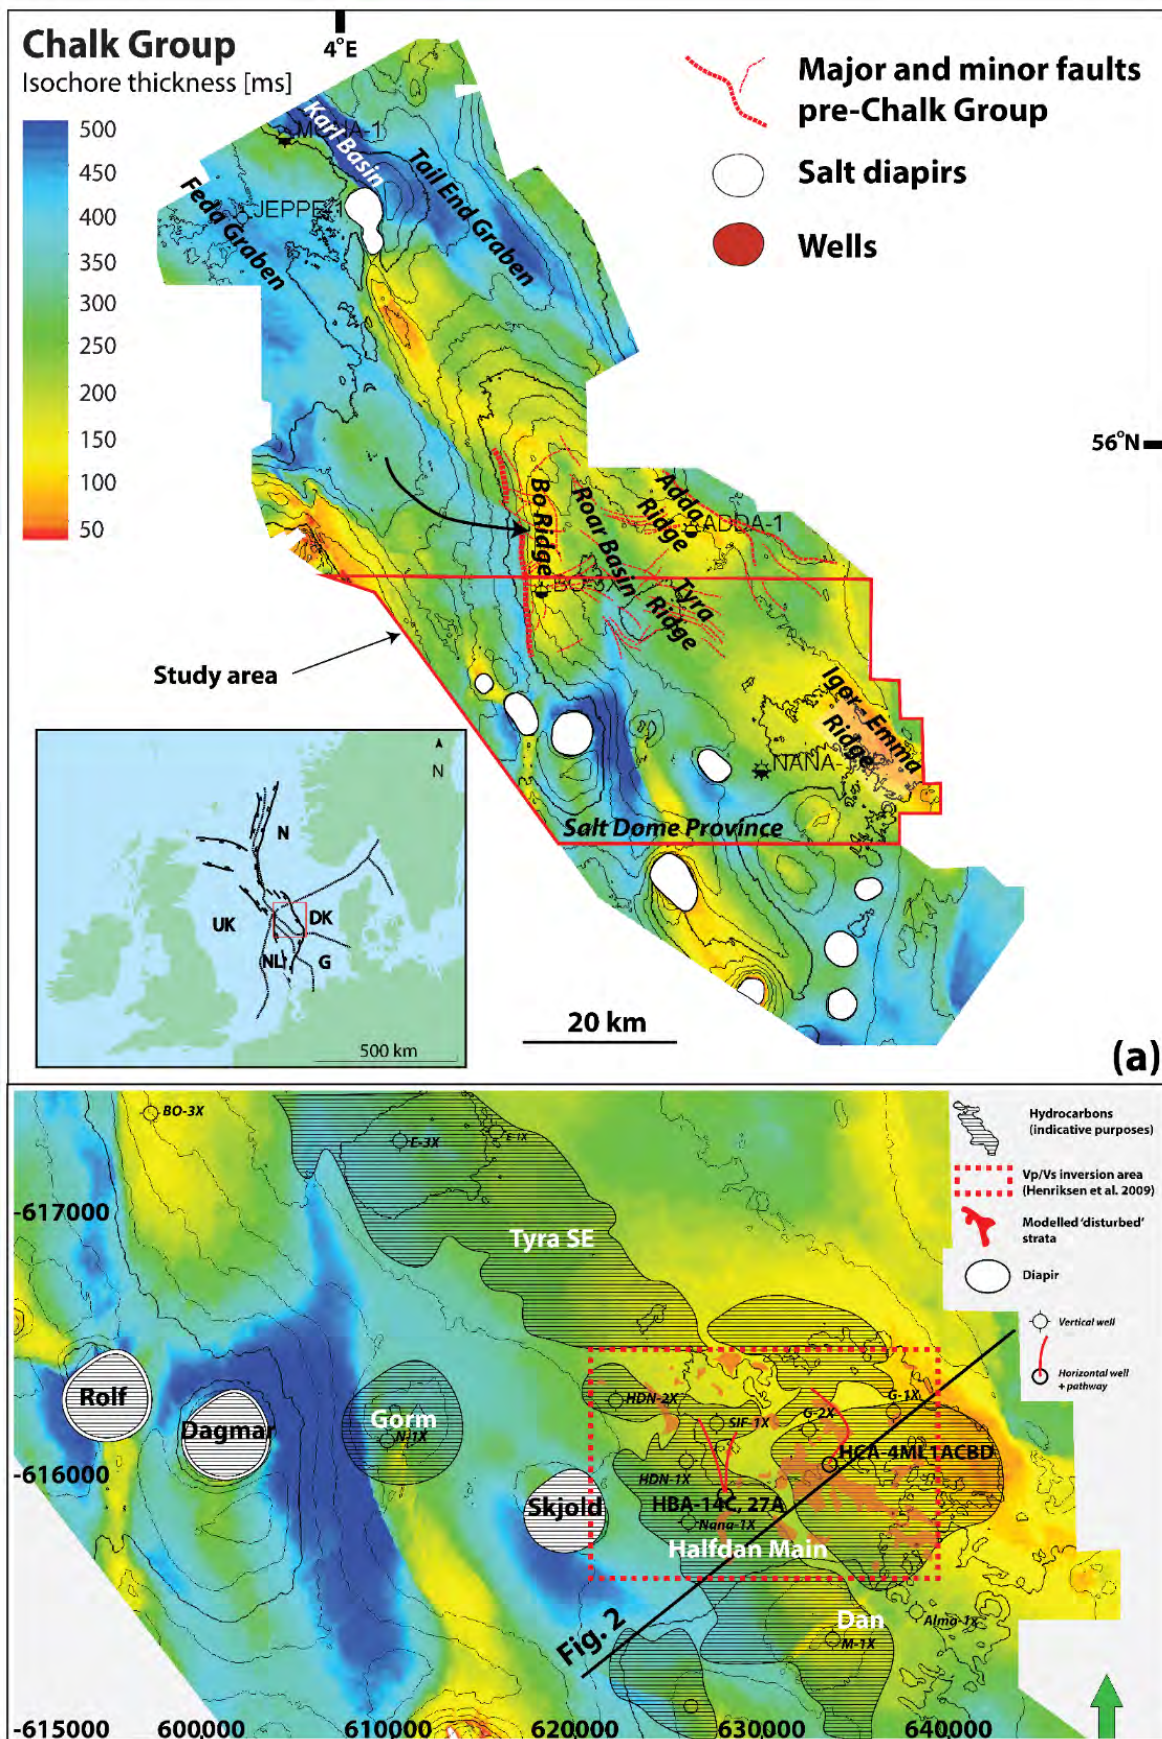 Chalk Group
Isochore thickness [ms]
500
450
400
350
300
250
200
150
100
50
4°E
Major and minor faults
pre-Chalk Group
Salt diapirs
Wells
56°N
MONA-1
Karl Basin
Tail End Graben
JEPPE-1
Feda Graben
Bo Ridge
Roar Basin
Adda
Ridge
ADDA-1
Tyra
Ridge
Study area
Igor-Emma
Ridge
NANA-
Salt Dome Province
N
N
UK
DK
NL
G
500 km
20 km
(a)
BO-3X
E-3X
E-1X
Tyra SE
Hydrocarbons
(indicative purposes)
Vp/Vs inversion area
(Henriksen et al. 2009)
Modelled 'disturbed'
strata
Diapir
Vertical well
Horizontal well
+ pathway
-617000
Rolf
Dagmar
Gorm
N-1X
HDN-2X
SIF-1X
G-1X
G-2X
HCA-4ML1ACBD
-616000
HDN-1X
Skjold
HBA-14C, 27A
Nana-1X
Halfdan Main
Dan
Alma-1x
M-1X
Fig. 2
-615000
600000
610000
620000
630000
640000